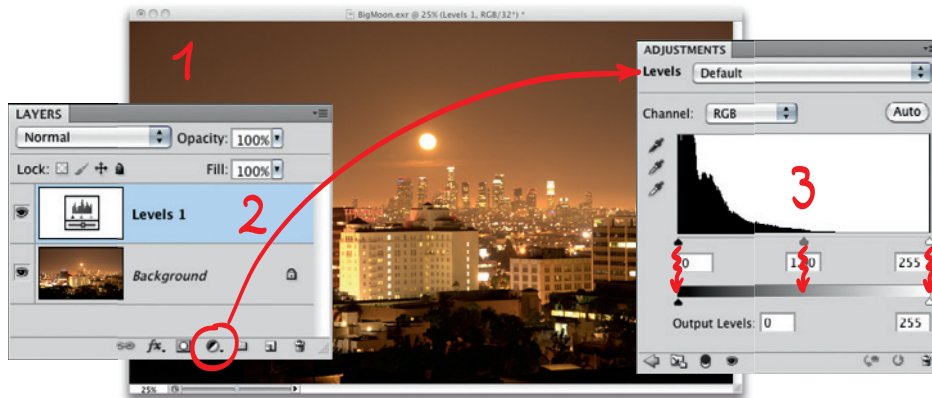 BigMoon.exr @ 25% (Levels 1, RGB/32*) *
1
LAYERS
Normal
Opacity: 100%
Lock:
Fill: 100%
Levels 1
2
Background
fx.
25%
ADJUSTMENTS
Levels Default
Channel: RGB
Auto
3
255
Output Levels: 0 255